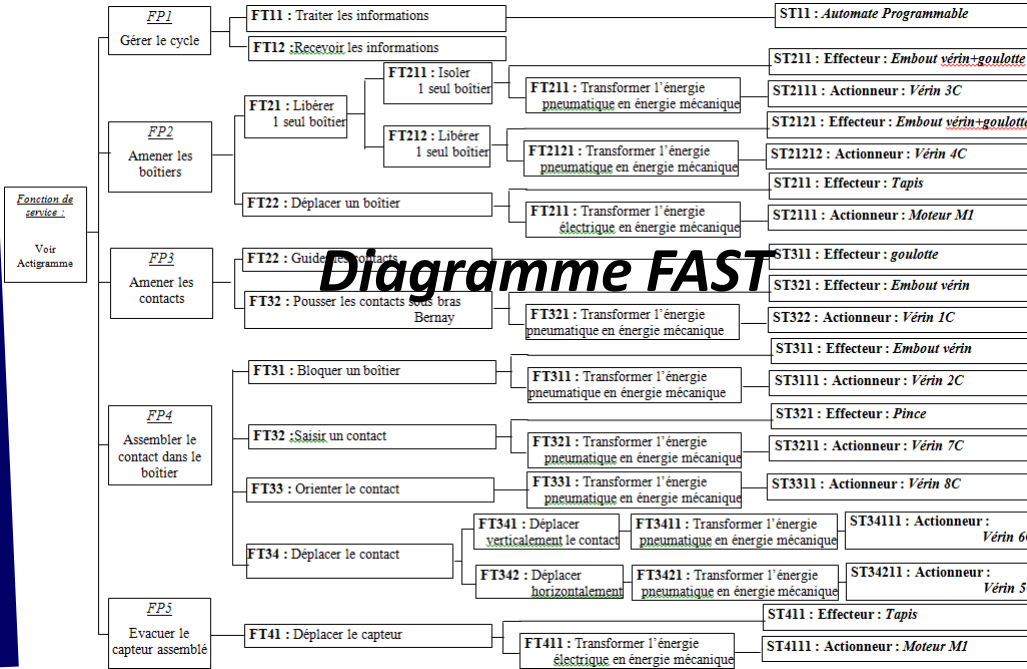 Fonction de
service :
Voir
Actigramme
FP1
Gérer le cycle
FT11 : Traiter les informations
ST11 : Automate Programmable
FT12 :Recevoir les informations
FP2
Amener les
boîtiers
FT21 : Libérer
1 seul boîtier
FT211 : Isoler
1 seul boîtier
ST211 : Effecteur : Embout vérin+goulotte
FT211 : Transformer l’énergie
pneumatique en énergie mécanique
ST2111 : Actionneur : Vérin 3C
FT212 : Libérer
1 seul boîtier
ST2121 : Effecteur : Embout vérin+goulotte
FT2121 : Transformer l’énergie
pneumatique en énergie mécanique
ST21212 : Actionneur : Vérin 4C
FT22 : Déplacer un boîtier
ST211 : Effecteur : Tapis
FT211 : Transformer l’énergie
électrique en énergie mécanique
ST2111 : Actionneur : Moteur M1
Diagramme FAST
FP3
Amener les
contacts
FT22 : Guider les contacts
ST311 : Effecteur : goulotte
FT32 : Pousser les contacts sous bras
Bernay
ST321 : Effecteur : Embout vérin
FT321 : Transformer l’énergie
pneumatique en énergie mécanique
ST322 : Actionneur : Vérin 1C
FP4
Assembler le
contact dans le
boîtier
FT31 : Bloquer un boîtier
ST311 : Effecteur : Embout vérin
FT311 : Transformer l’énergie
pneumatique en énergie mécanique
ST3111 : Actionneur : Vérin 2C
FT32 :Saisir un contact
ST321 : Effecteur : Pince
FT321 : Transformer l’énergie
pneumatique en énergie mécanique
ST3211 : Actionneur : Vérin 7C
FT33 : Orienter le contact
FT331 : Transformer l’énergie
pneumatique en énergie mécanique
ST3311 : Actionneur : Vérin 8C
FT34 : Déplacer le contact
FT341 : Déplacer
verticalement le contact
FT3411 : Transformer l’énergie
pneumatique en énergie mécanique
ST34111 : Actionneur :
Vérin 6C
FT342 : Déplacer
horizontalement
FT3421 : Transformer l’énergie
pneumatique en énergie mécanique
ST34211 : Actionneur :
Vérin 5
FP5
Evacuer le
capteur assemblé
FT41 : Déplacer le capteur
ST411 : Effecteur : Tapis
FT411 : Transformer l’énergie
électrique en énergie mécanique
ST4111 : Actionneur : Moteur M1